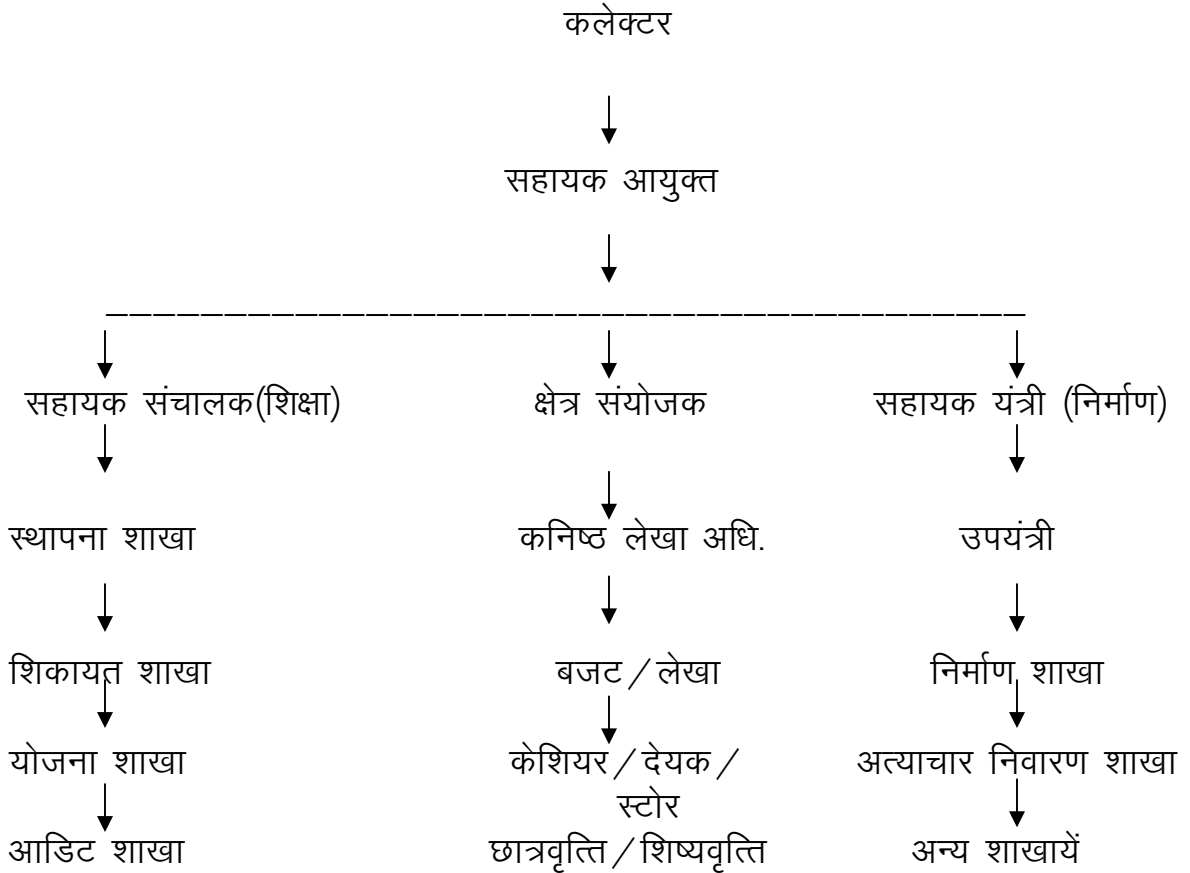 कलेक्टर
सहायक आयुक्त
सहायक संचालक(शिक्षा) क्षेत्र संयोजक सहायक यंत्री (निर्माण)
स्थापना शाखा कनिष्ठ लेखा अधि. उपयंत्री
शिकायत शाखा बजट / लेखा निर्माण शाखा
योजना शाखा केशियर / देयक / अत्याचार निवारण शाखा
स्टोर
आडिट शाखा छात्रवृत्ति / शिष्यवृत्ति अन्य शाखायें